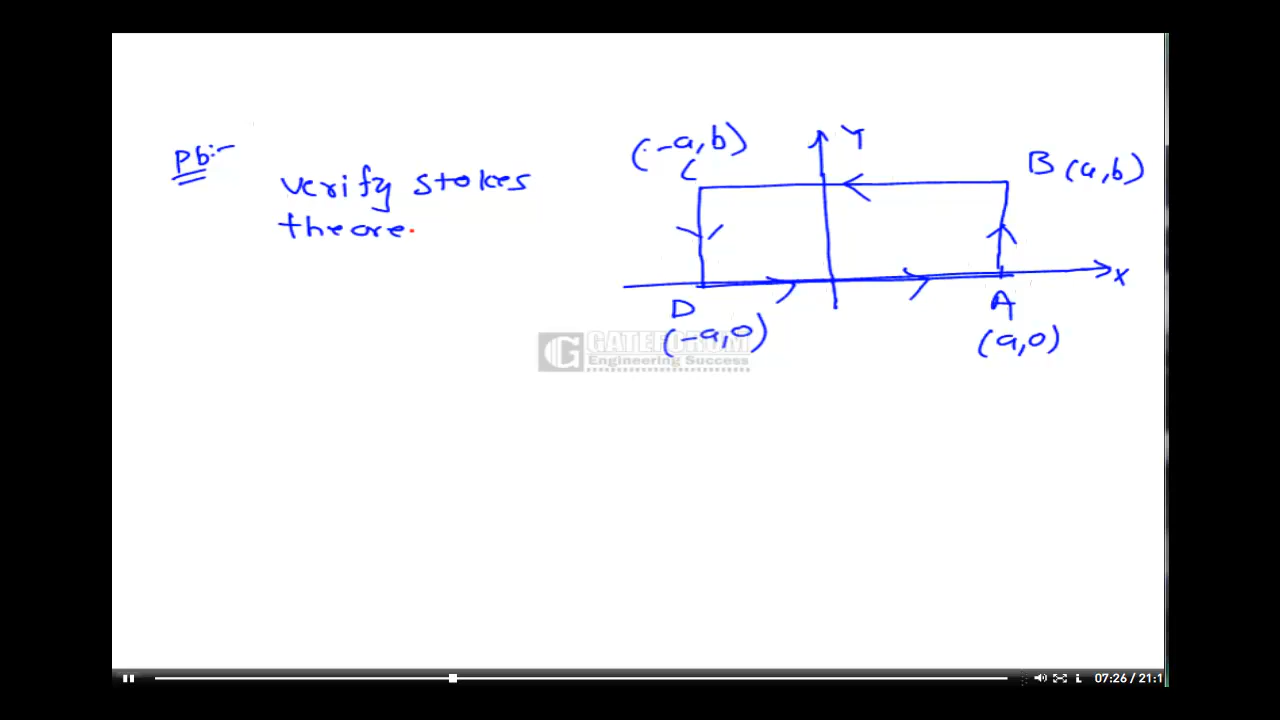 Pb:-
verify stokes
theore
(-a,b)
C
Y
B (a,b)
X
D
(-a,0)
A
(a,0)
GATEFORUM
Engineering Success
07:26 / 21:1